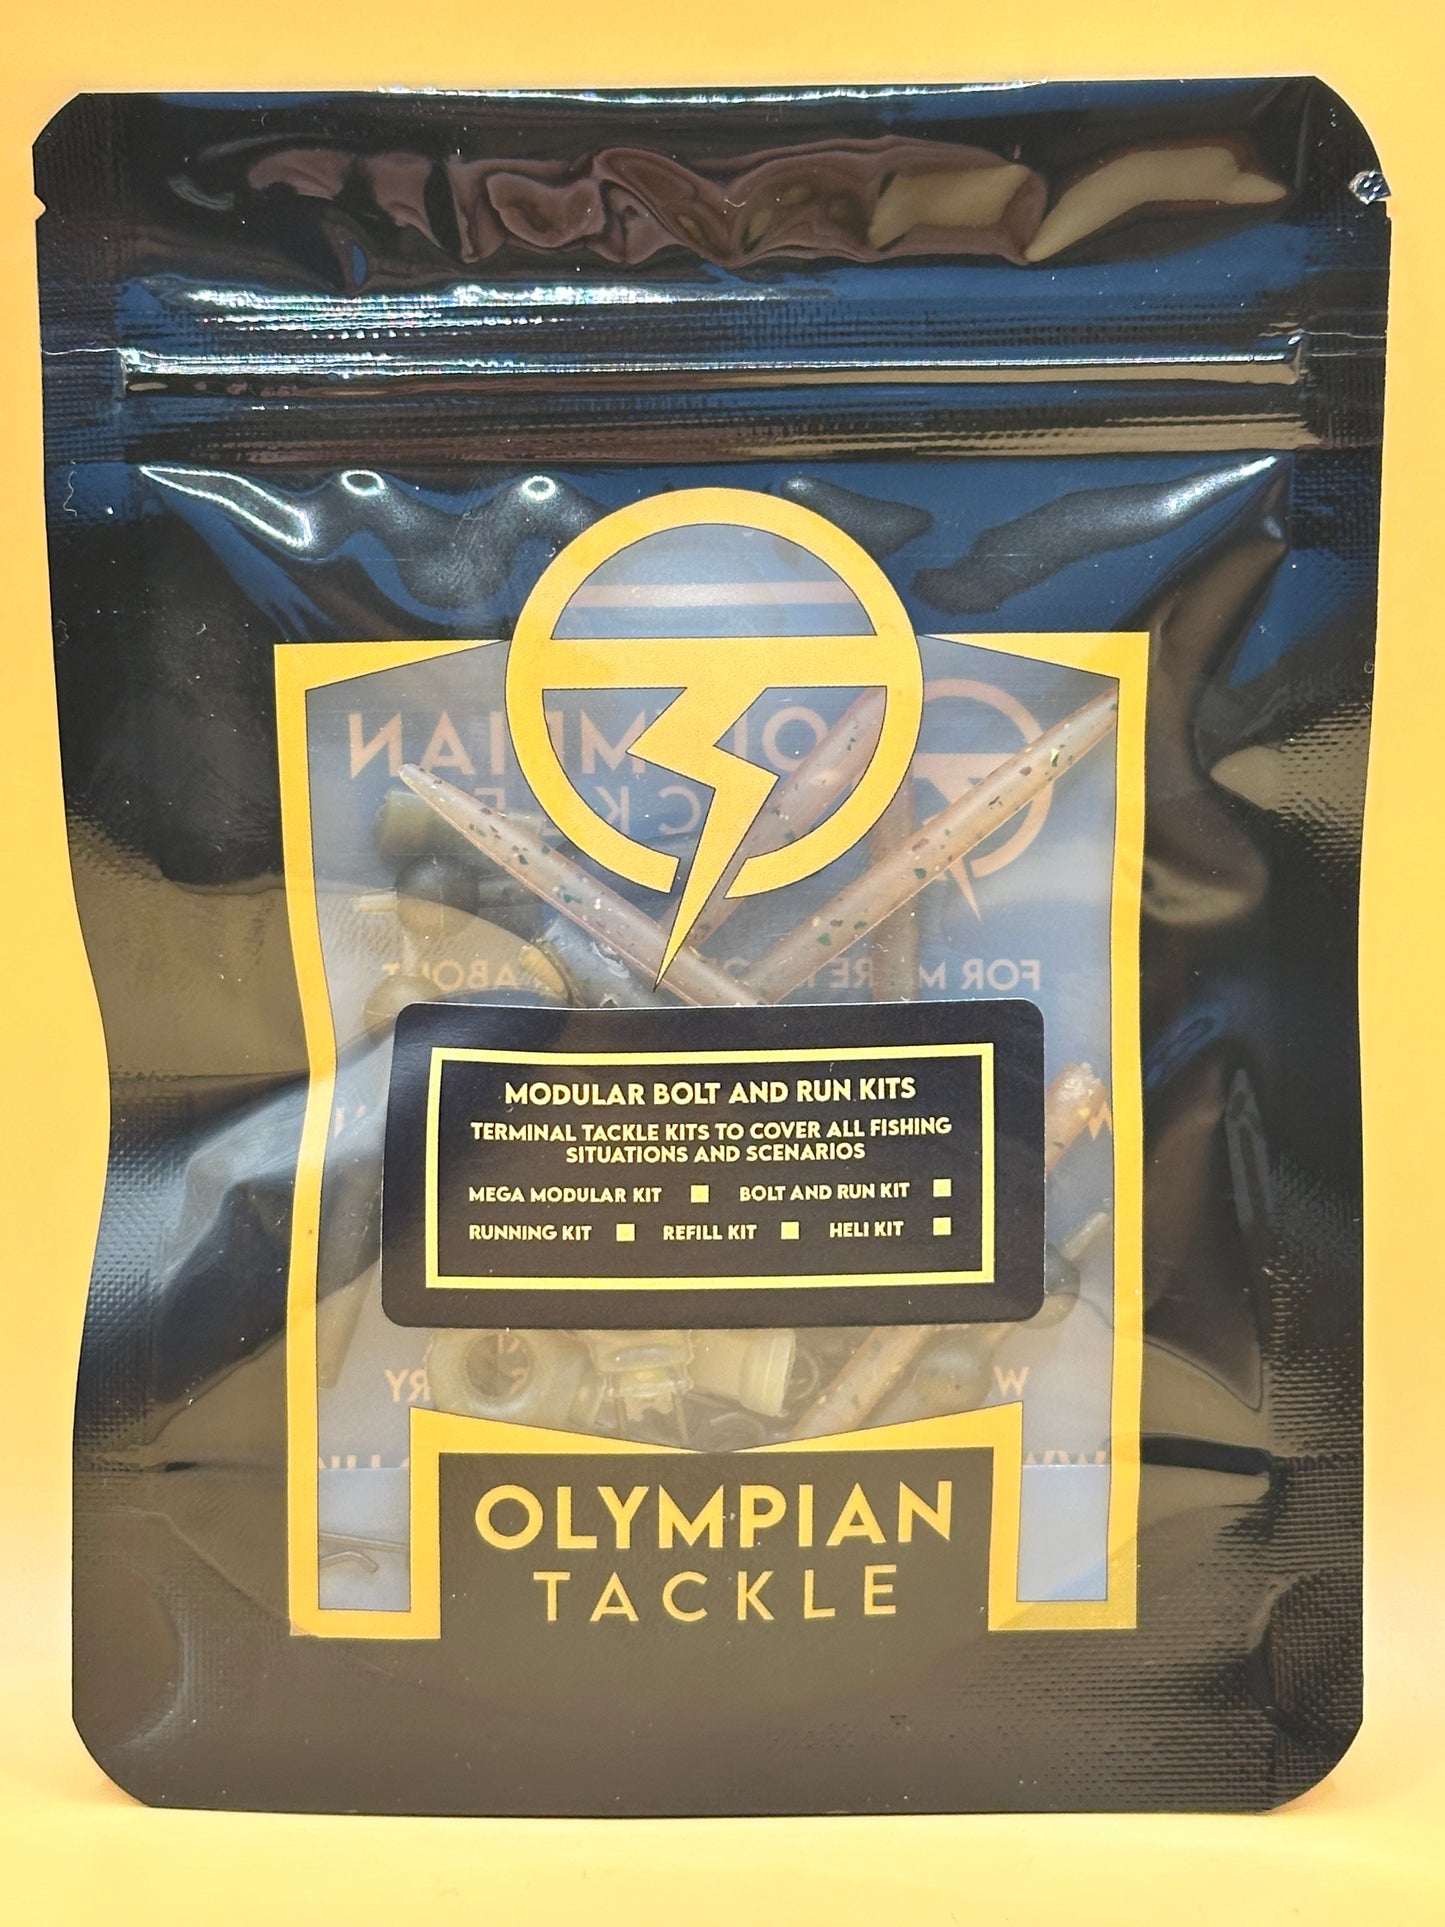 MODULAR BOLT AND RUN KITS
TERMINAL TACKLE KITS TO COVER ALL FISHING
SITUATIONS AND SCENARIOS
MEGA MODULAR KIT BOLT AND RUN KIT
RUNNING KIT REFILL KIT HELI KIT
OLYMPIAN
TACKLE